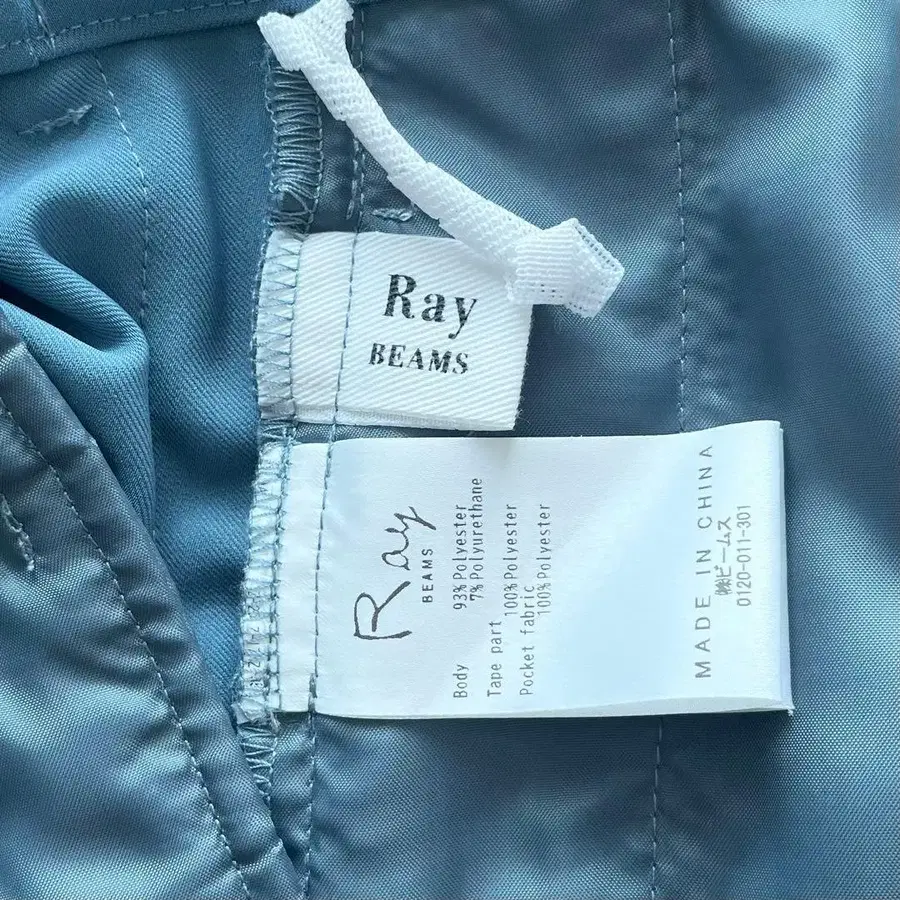 Ray
BEAMS
Ray
BEAMS
Body 93%Polyester
7%Polyurethane
Tape part 100%Polyester
Pocket fabric
100%Polyester
MADE IN CHINA
㈱ビームス
0120-011-301